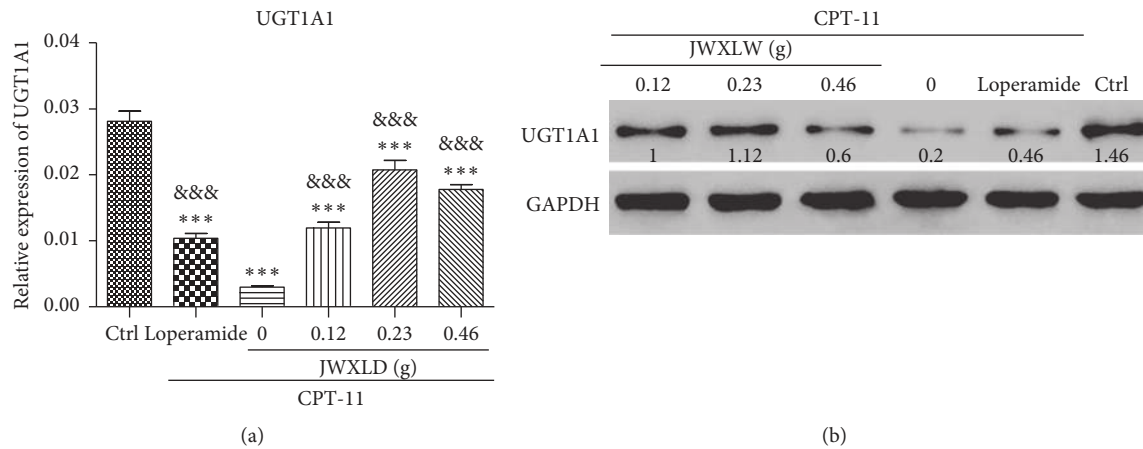 UGT1A1
Relative expression of UGT1A1
0.04
0.03
0.02
0.01
0.00
&&&
***
***
&&&
***
&&&
***
&&&
***
Ctrl Loperamide 0 0.12 0.23 0.46
JWXLD (g)
CPT-11
(a)
CPT-11
JWXLW (g)
0.12 0.23 0.46 0 Loperamide Ctrl
UGT1A1
1 1.12 0.6 0.2 0.46 1.46
GAPDH
(b)